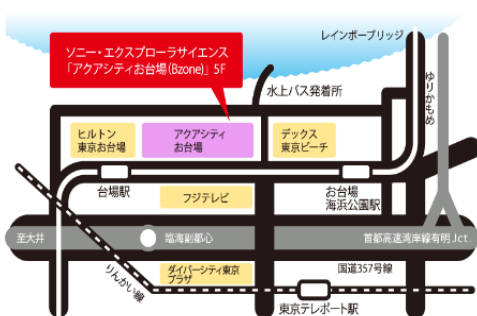 レインボーブリッジ
ソニー・エクスプローラサイエンス
「アクアシティお台場(Bzone)」5F
ゆりかもめ
水上バス発着所
ヒルトン
東京お台場
アクアシティ
お台場
デックス
東京ビーチ
台場駅
フジテレビ
お台場
海浜公園駅
至大井
臨海副都心
首都高速湾岸線有明Jct.
りんかい線
ダイバーシティ東京
プラザ
国道357号線
東京テレポート駅